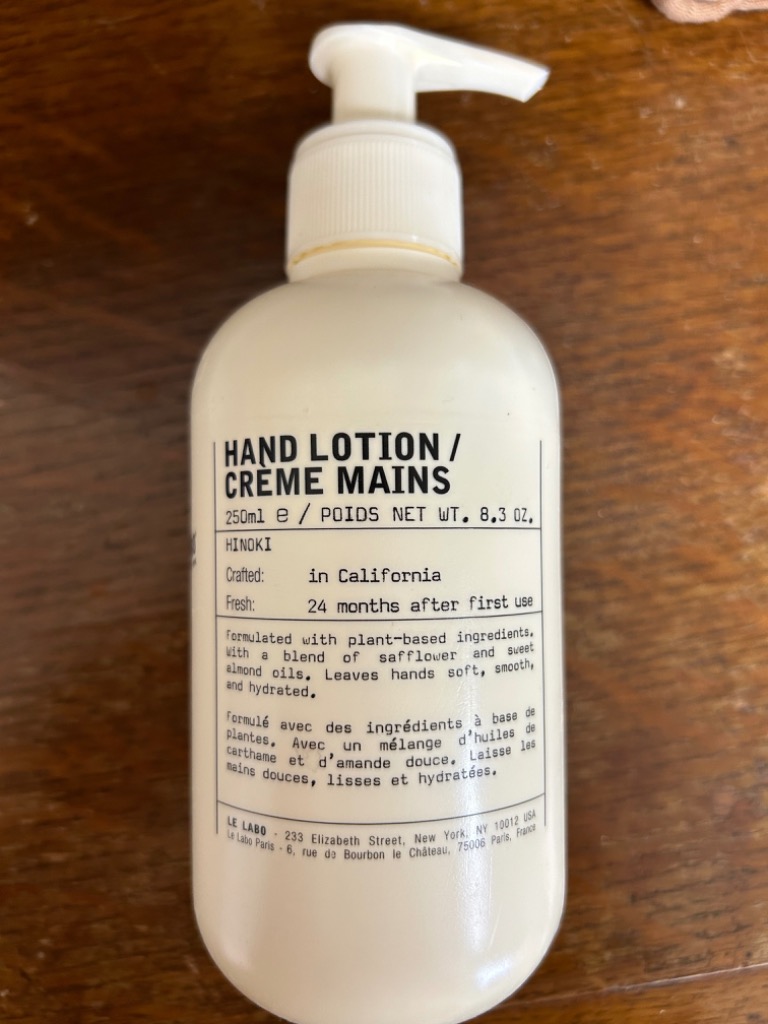 HAND LOTION /
CRÈME MAINS
250ml e / POIDS NET WT. 8.3 OZ.
HINOKI
Crafted: in California
Fresh: 24 months after first use
Formulated with plant-based ingredients.
With a blend of safflower and sweet
almond oils. Leaves hands soft, smooth,
and hydrated.
Formulé avec des ingrédients à base de
plantes. Avec un mélange d'huiles de
carthame et d'amande douce. Laisse les
mains douces, lisses et hydratées.
LE LABO - 233 Elizabeth Street, New York, NY 10012 USA
Le Labo Paris - 6, rue de Bourbon le Château, 75006 Paris, France